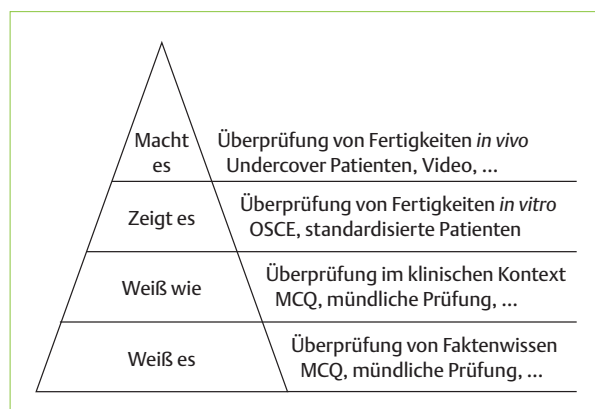 Macht
es
Überprüfung von Fertigkeiten in vivo
Undercover Patienten, Video, ...
Zeigt es
Überprüfung von Fertigkeiten in vitro
OSCE, standardisierte Patienten
Weiß wie
Überprüfung im klinischen Kontext
MCQ, mündliche Prüfung, ...
Weiß es
Überprüfung von Faktenwissen
MCQ, mündliche Prüfung, ...